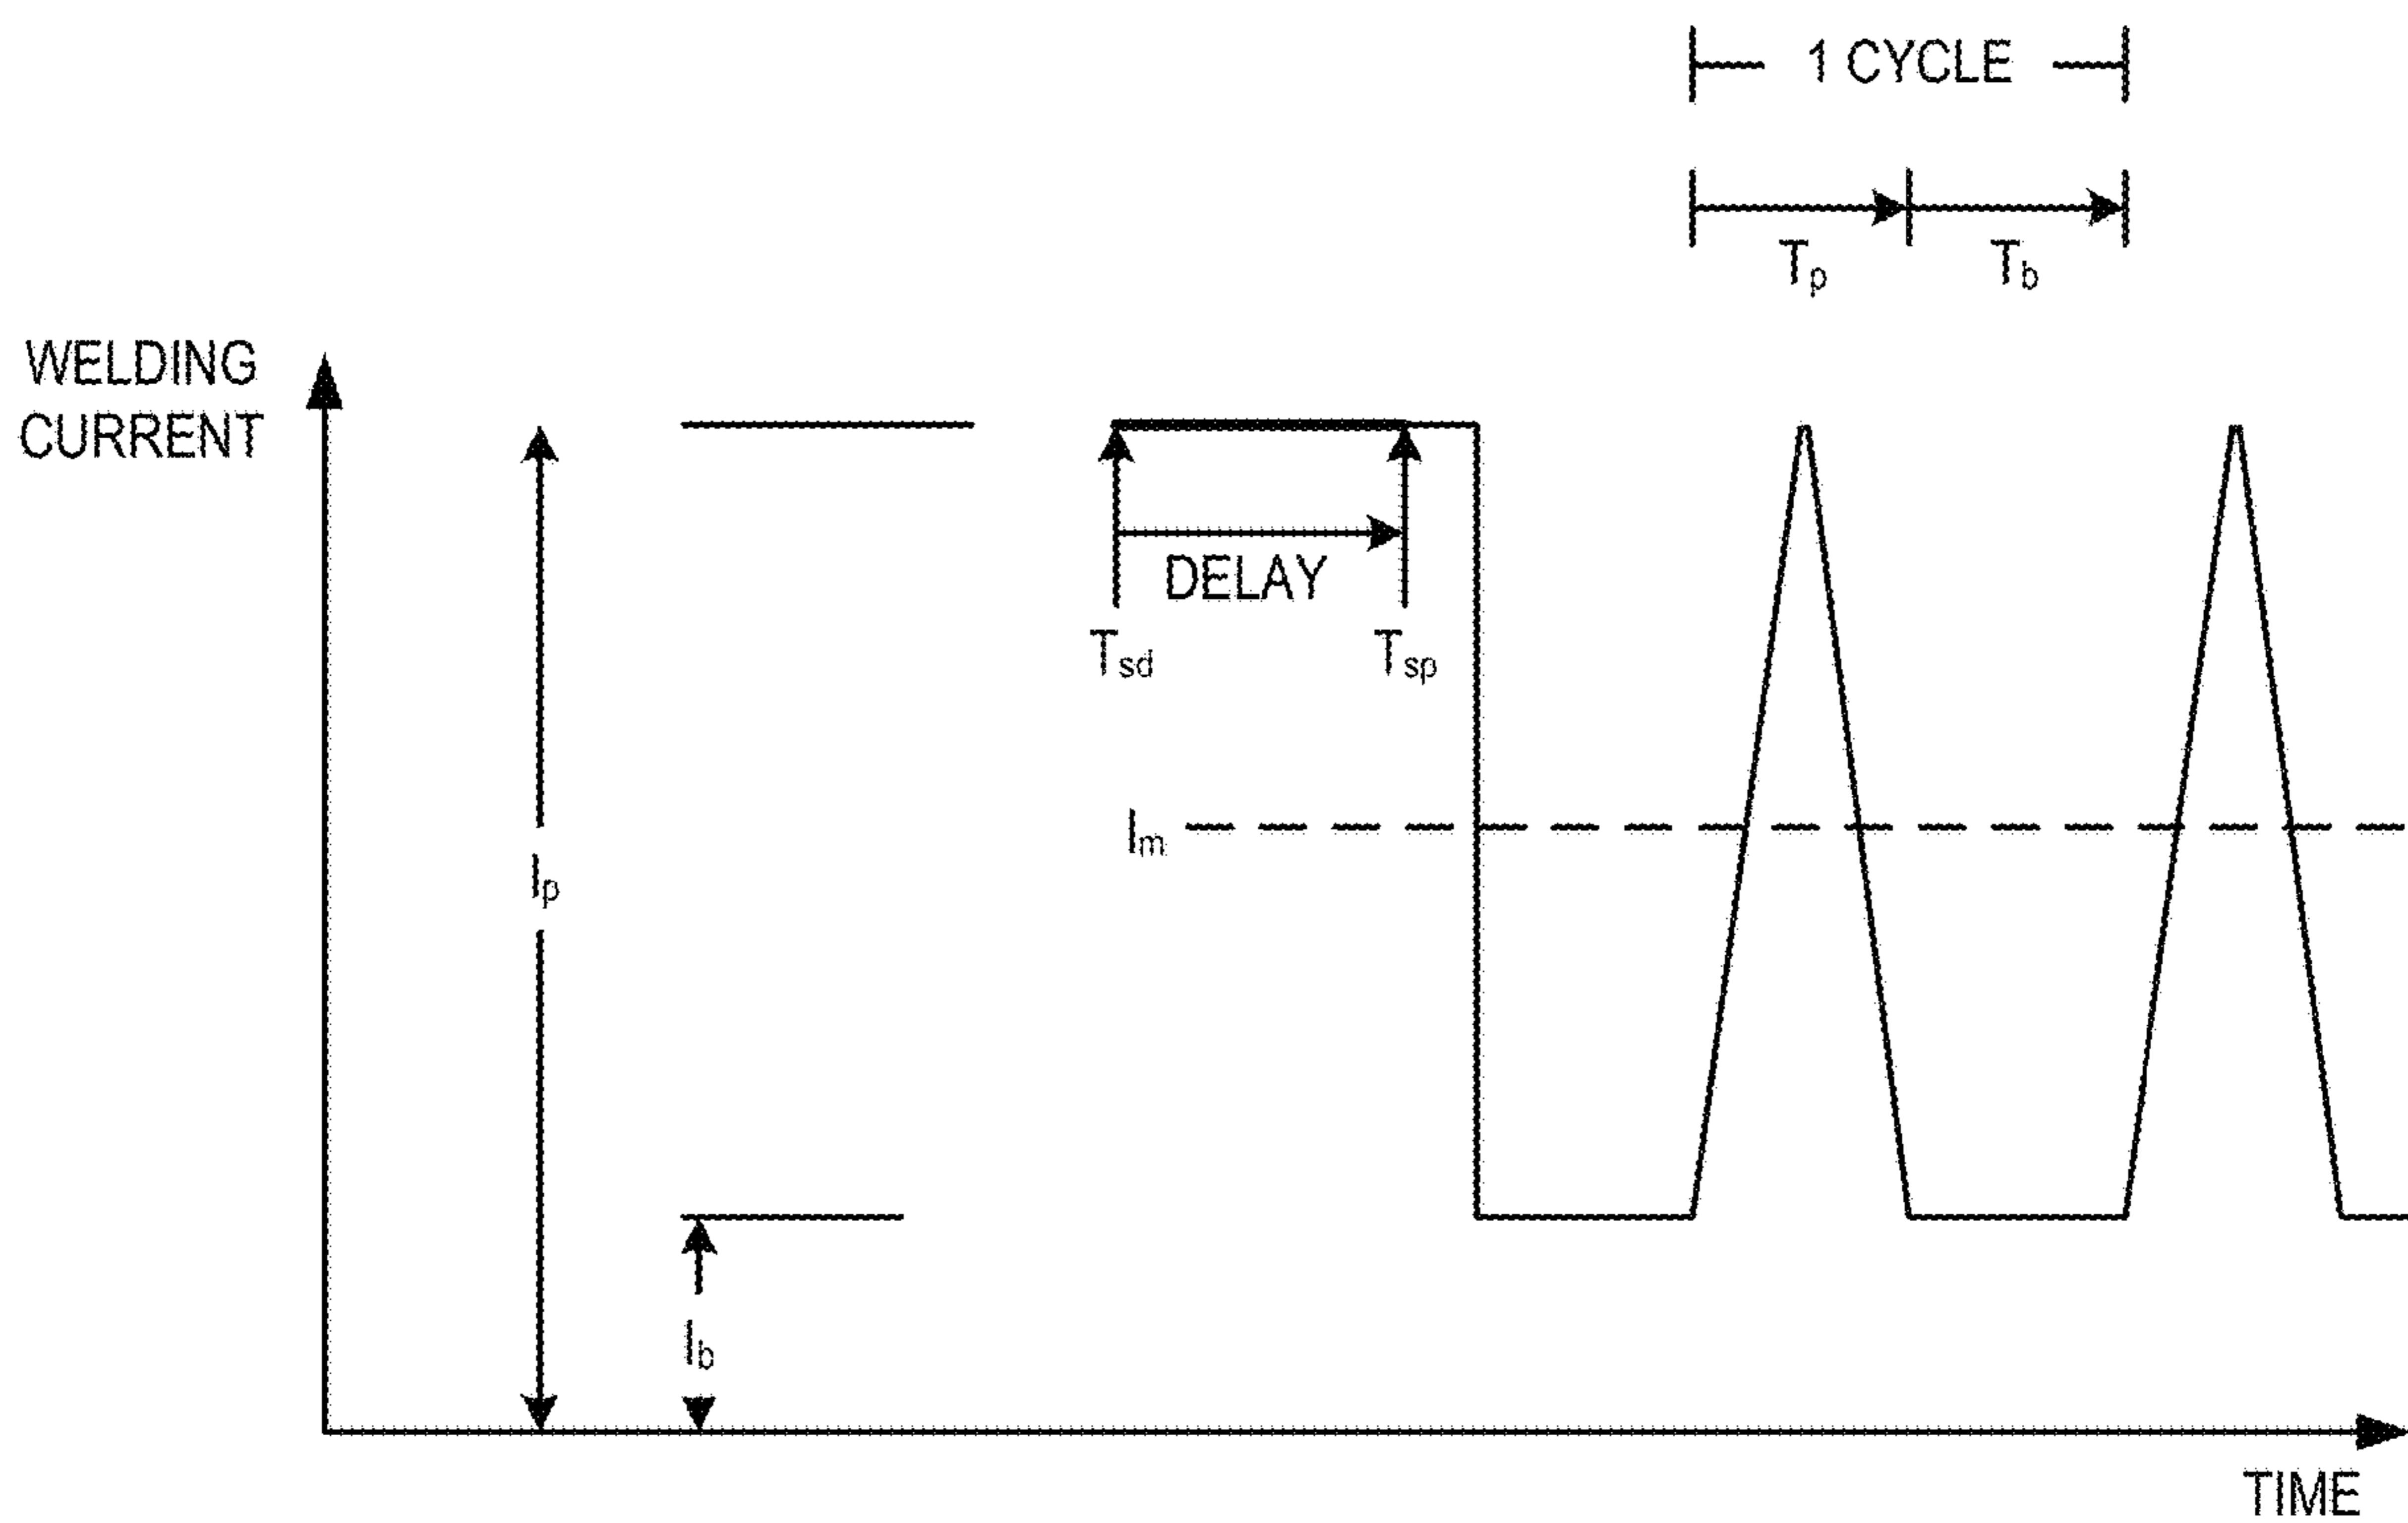 1 CYCLE
Tp
Tb
WELDING
CURRENT
DELAY
Tsd
Tsp
Im
Ip
Ib
TIME